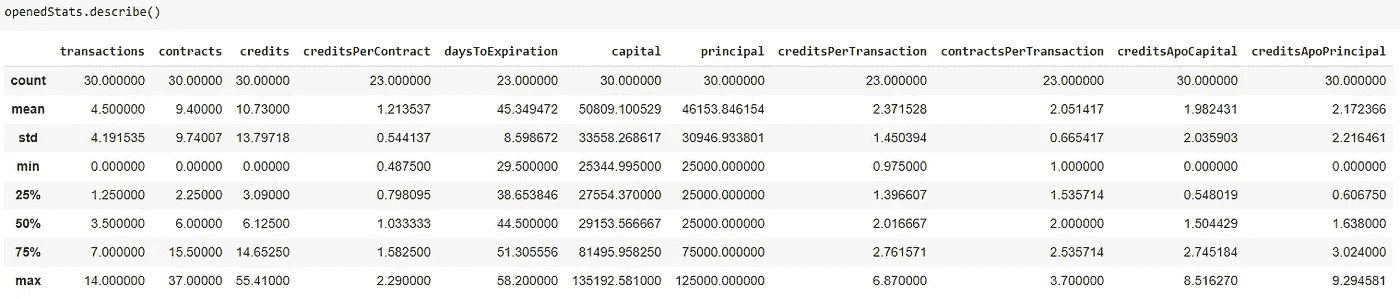 openedStats.describe()
transactions contracts credits creditsPerContract daysToExpiration capital principal creditsPerTransaction contractsPerTransaction creditsApoCapital creditsApoPrincipal
count 30.000000 30.00000 30.00000 23.000000 23.000000 30.000000 30.000000 23.000000 23.000000 30.000000 30.000000
mean 4.500000 9.40000 10.73000 1.213537 45.349472 50809.100529 46153.846154 2.371528 2.051417 1.982431 2.172366
std 4.191535 9.74007 13.79718 0.544137 8.598672 33558.268617 30946.933801 1.450394 0.665417 2.035903 2.216461
min 0.000000 0.00000 0.00000 0.487500 29.500000 25344.995000 25000.000000 0.975000 1.000000 0.000000 0.000000
25% 1.250000 2.25000 3.09000 0.798095 38.653846 27554.370000 25000.000000 1.396607 1.535714 0.548019 0.606750
50% 3.500000 6.00000 6.12500 1.033333 44.500000 29153.566667 25000.000000 2.016667 2.000000 1.504429 1.638000
75% 7.000000 15.50000 14.65250 1.582500 51.305556 81495.958250 75000.000000 2.761571 2.535714 2.745184 3.024000
max 14.000000 37.00000 55.41000 2.290000 58.200000 135192.581000 125000.000000 6.870000 3.700000 8.516270 9.294581